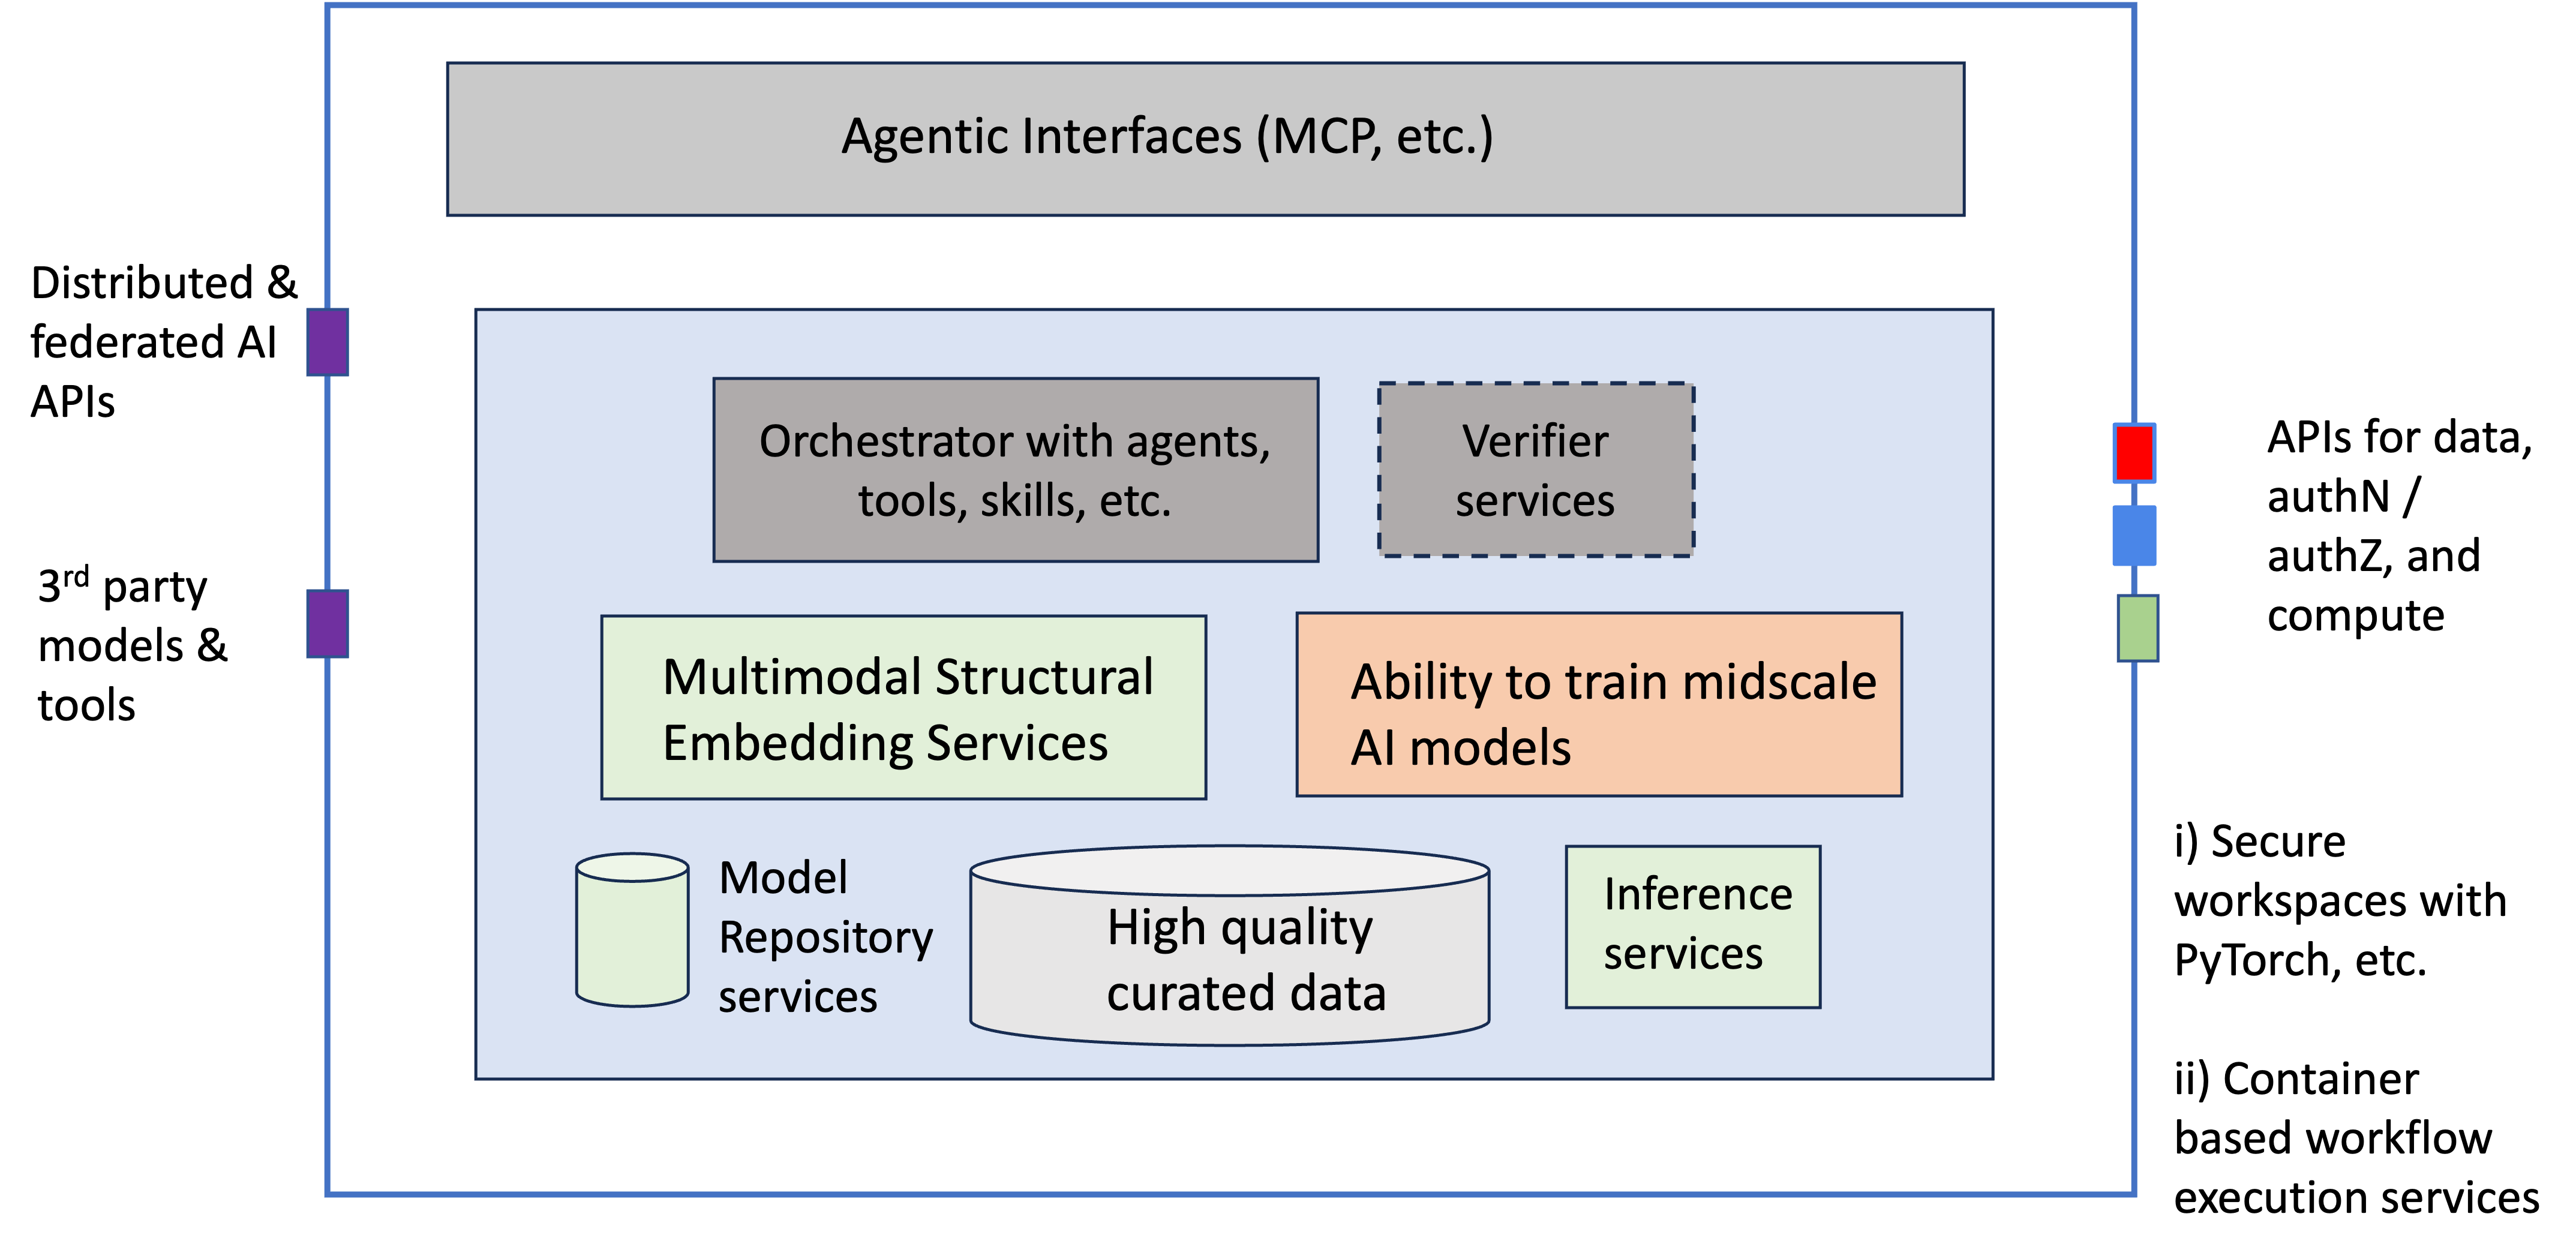 Agentic Interfaces (MCP, etc.)
Distributed &
federated AI
APIs
3rd party
models &
tools
Orchestrator with agents,
tools, skills, etc.
Verifier
services
Multimodal Structural
Embedding Services
Ability to train midscale
AI models
Model
Repository
services
High quality
curated data
Inference
services
APIs for data,
authN /
authZ, and
compute
i) Secure
workspaces with
PyTorch, etc.
ii) Container
based workflow
execution services